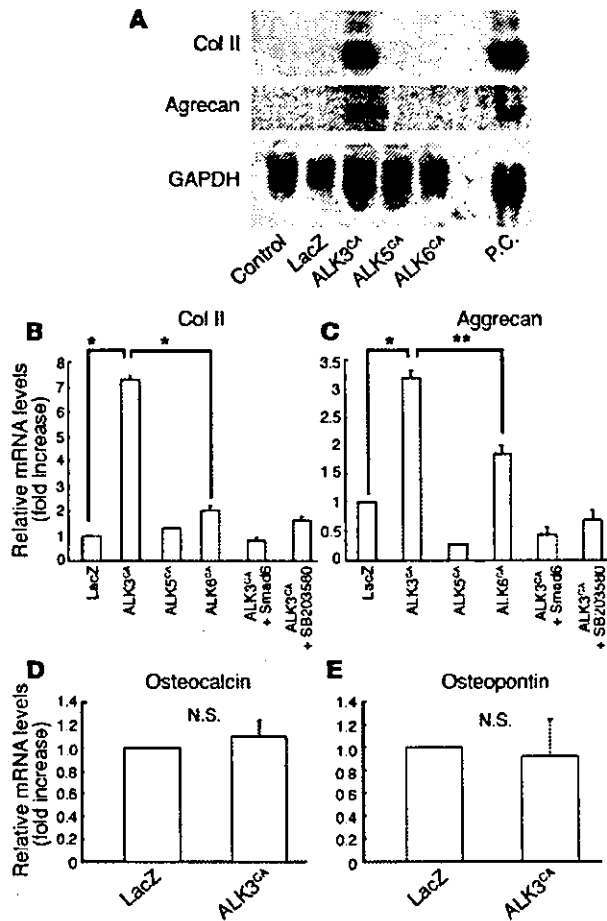 A
Col II
Agrecan
GAPDH
Control
LacZ
ALK3CA
ALK5CA
ALK6CA
P.C.
B
Col II
Relative mRNA levels
(fold Increase)
8
7
6
5
4
3
2
1
0
*
*
LacZ
ALK3CA
ALK5CA
ALK6CA
ALK3CA
+ Smad6
ALK3CA
+ SB203580
C
Aggrecan
3.5
3
2.5
2
1.5
1
0.5
0
*
**
LacZ
ALK3CA
ALK5CA
ALK6CA
ALK3CA
+ Smad6
ALK3CA
+ SB203580
D
Osteocalcin
Relative mRNA levels
(fold increase)
1.4
1.2
1.0
0.8
0.6
0.4
0.2
0
N.S.
LacZ
ALK3CA
E
Osteopontin
1.4
1.2
1.0
0.8
0.6
0.4
0.2
0
N.S.
LacZ
ALK3CA